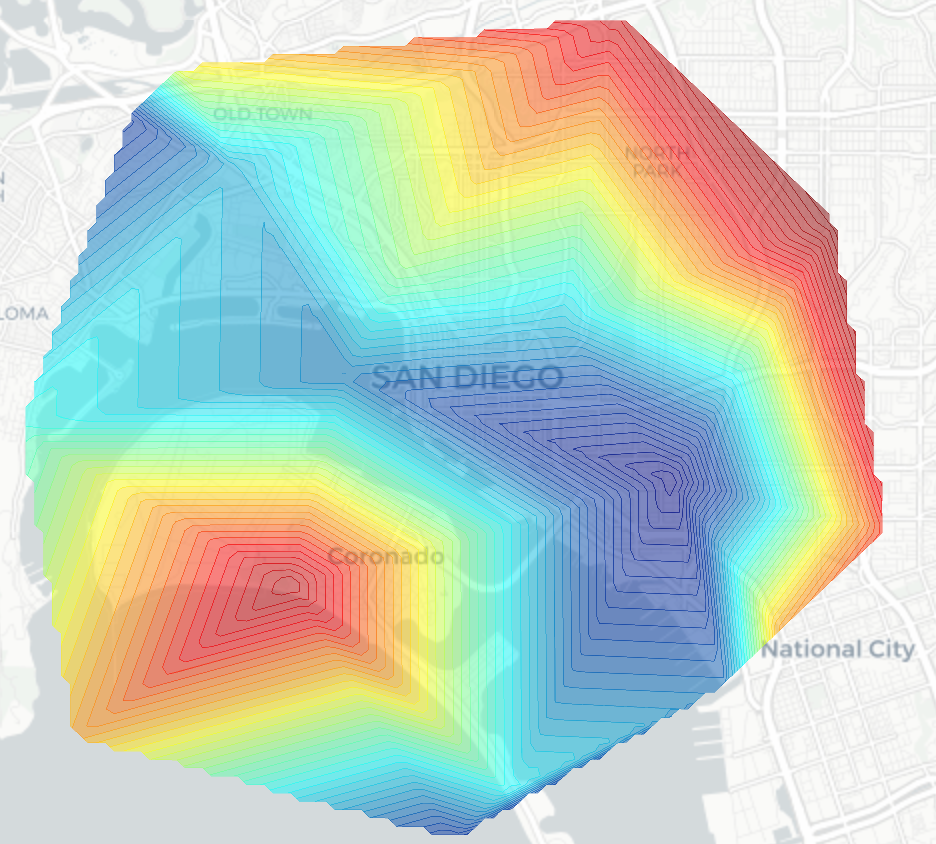 OLD TOWN
NORTH
PARK
LOMA
SAN DIEGO
Coronado
National City